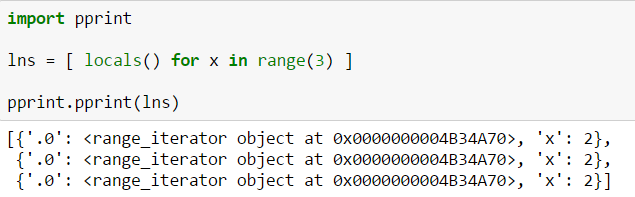 import pprint
lns = [ locals() for x in range(3) ]
pprint.pprint(lns)
[{'.0': <range_iterator object at 0x0000000004B34A70>, 'x': 2},
{'.0': <range_iterator object at 0x0000000004B34A70>, 'x': 2},
{'.0': <range_iterator object at 0x0000000004B34A70>, 'x': 2}]